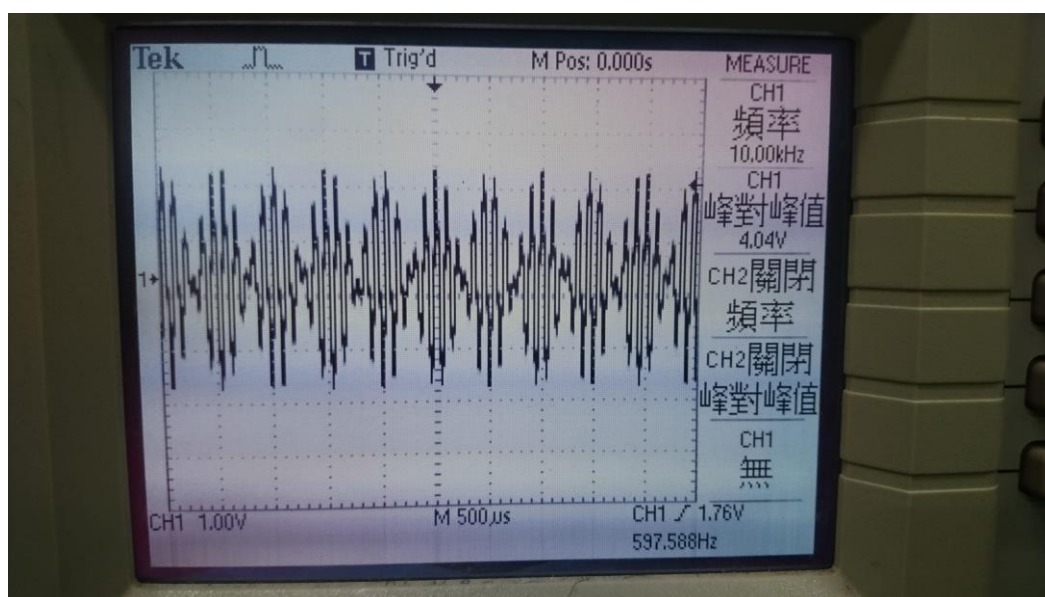 Tek T Trig'd M Pos: 0.000s MEASURE
CH1
頻率
10.00kHz
CH1
峰對峰值
4.04V
1
CH2關閉
頻率
CH2關閉
峰對峰值
CH1
無
CH1 1.00V M 500µs CH1 1.76V
597.588Hz